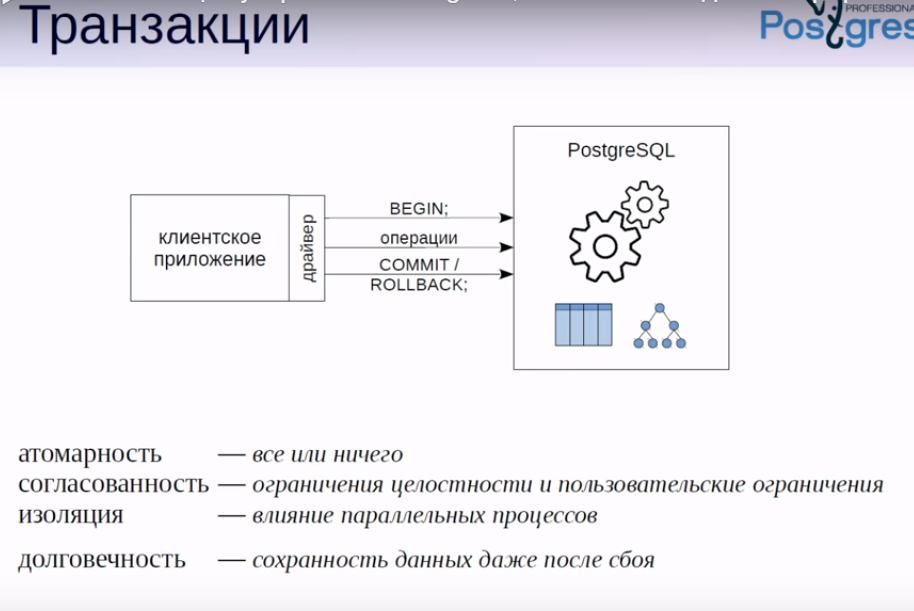 Транзакции
PROFESSIONAL
Postgres
PostgreSQL
клиентское
приложение
драйвер
BEGIN;
операции
COMMIT /
ROLLBACK;
атомарность — все или ничего
согласованность — ограничения целостности и пользовательские ограничения
изоляция — влияние параллельных процессов
долговечность — сохранность данных даже после сбоя